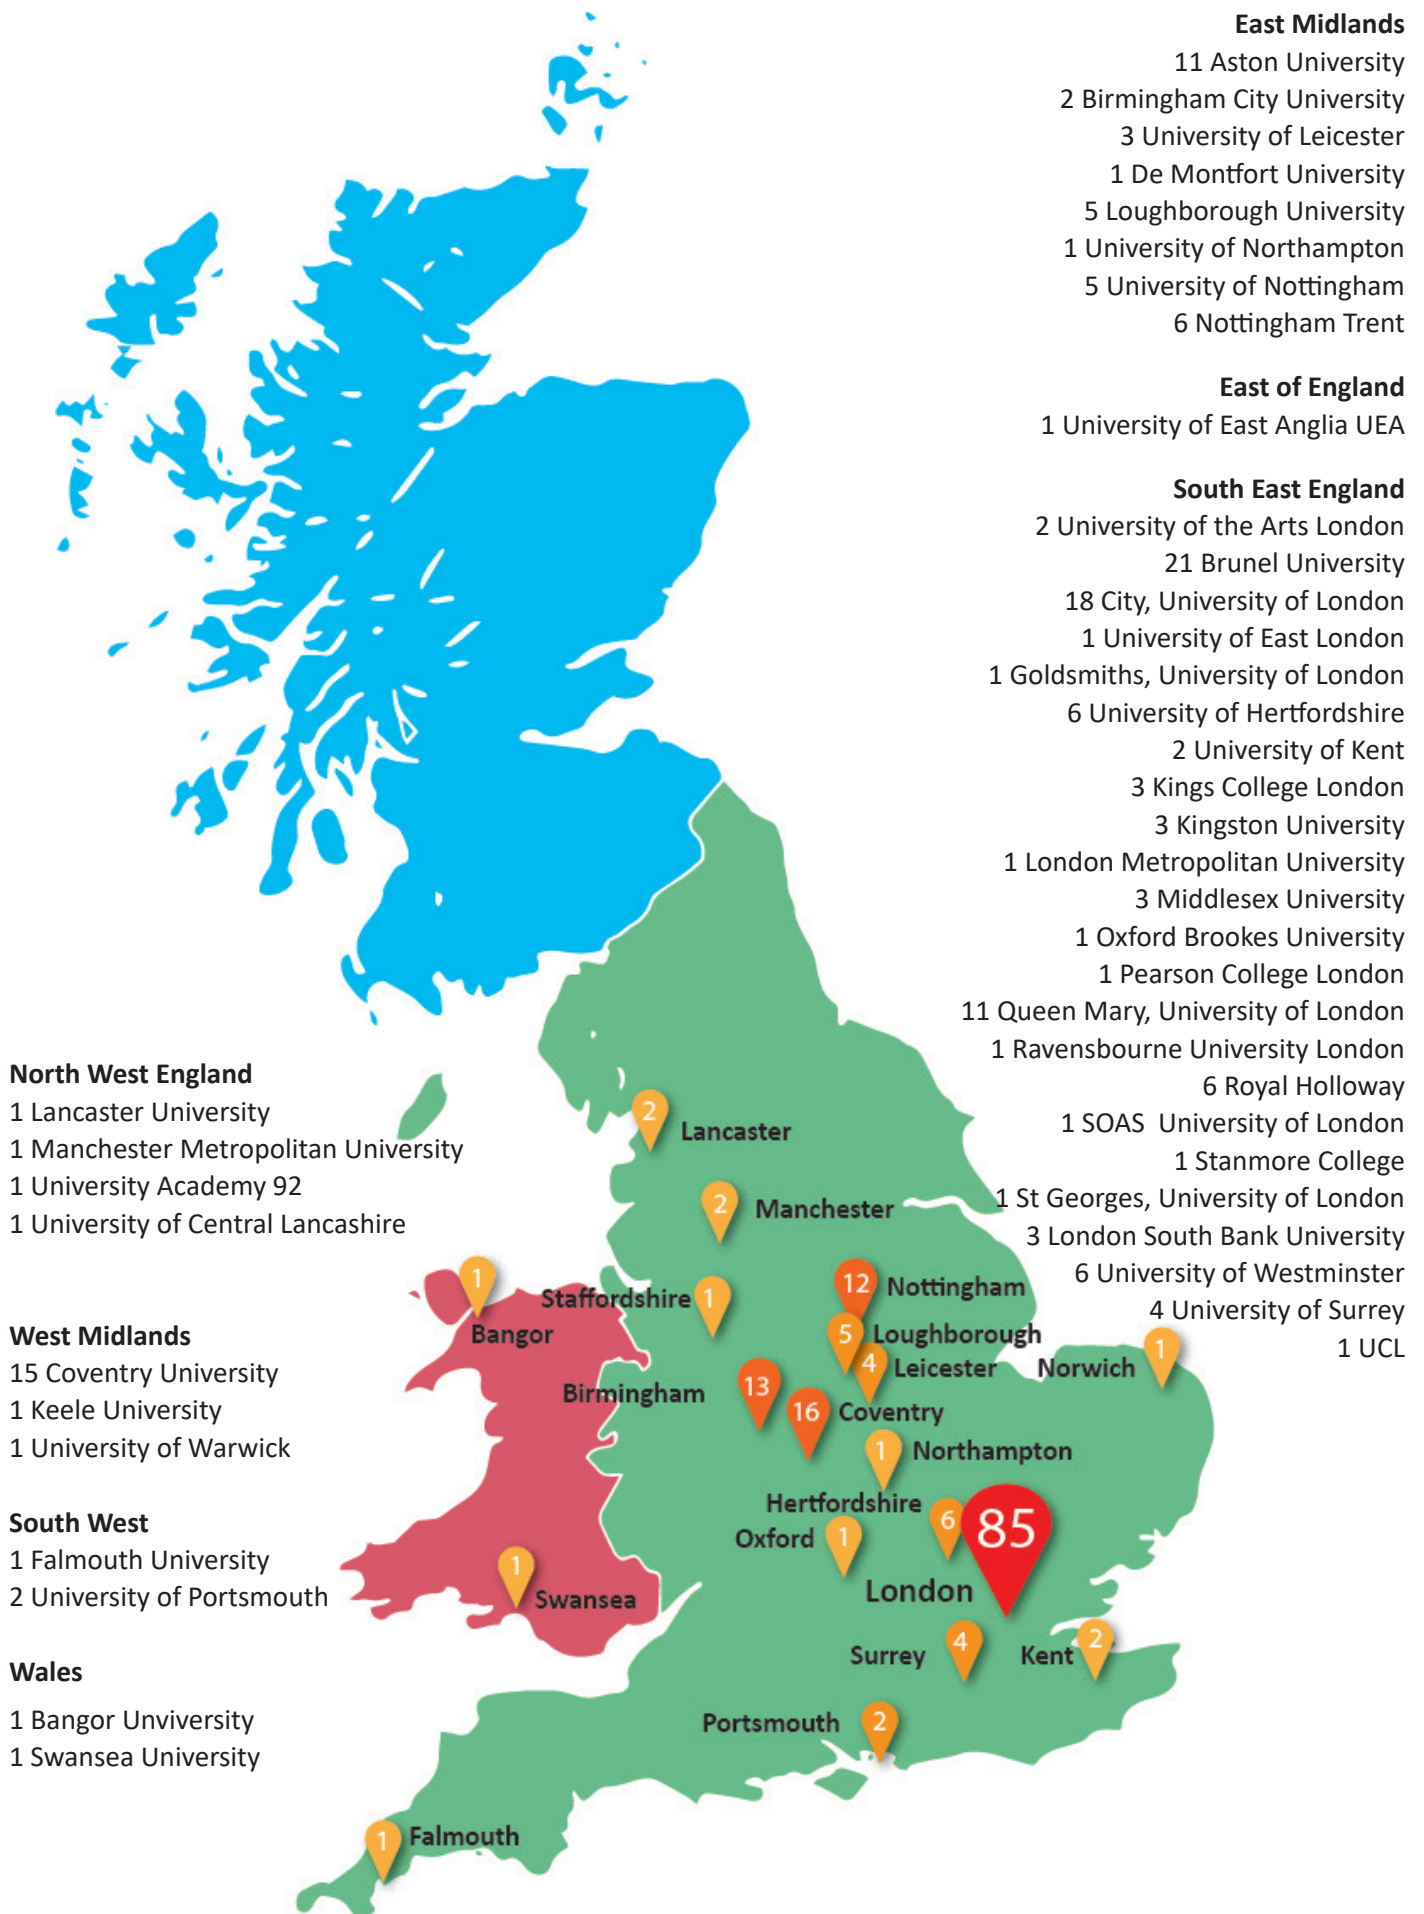 East Midlands
11 Aston University
2 Birmingham City University
3 University of Leicester
1 De Montfort University
5 Loughborough University
1 University of Northampton
5 University of Nottingham
6 Nottingham Trent
East of England
1 University of East Anglia UEA
South East England
2 University of the Arts London
21 Brunel University
18 City, University of London
1 University of East London
1 Goldsmiths, University of London
6 University of Hertfordshire
2 University of Kent
3 Kings College London
3 Kingston University
1 London Metropolitan University
3 Middlesex University
1 Oxford Brookes University
1 Pearson College London
11 Queen Mary, University of London
1 Ravensbourne University London
6 Royal Holloway
1 SOAS University of London
1 Stanmore College
1 St Georges, University of London
3 London South Bank University
6 University of Westminster
4 University of Surrey
1 UCL
North West England
1 Lancaster University
1 Manchester Metropolitan University
1 University Academy 92
1 University of Central Lancashire
West Midlands
15 Coventry University
1 Keele University
1 University of Warwick
South West
1 Falmouth University
2 University of Portsmouth
Wales
1 Bangor Unviversity
1 Swansea University
2 Lancaster
2 Manchester
1 Bangor
Staffordshire 1
12 Nottingham
5 Loughborough
4 Leicester
Norwich 1
Birmingham 13
16 Coventry
1 Northampton
Hertfordshire 6
Oxford 1
London 85
1 Swansea
Surrey 4
Kent 2
Portsmouth 2
1 Falmouth